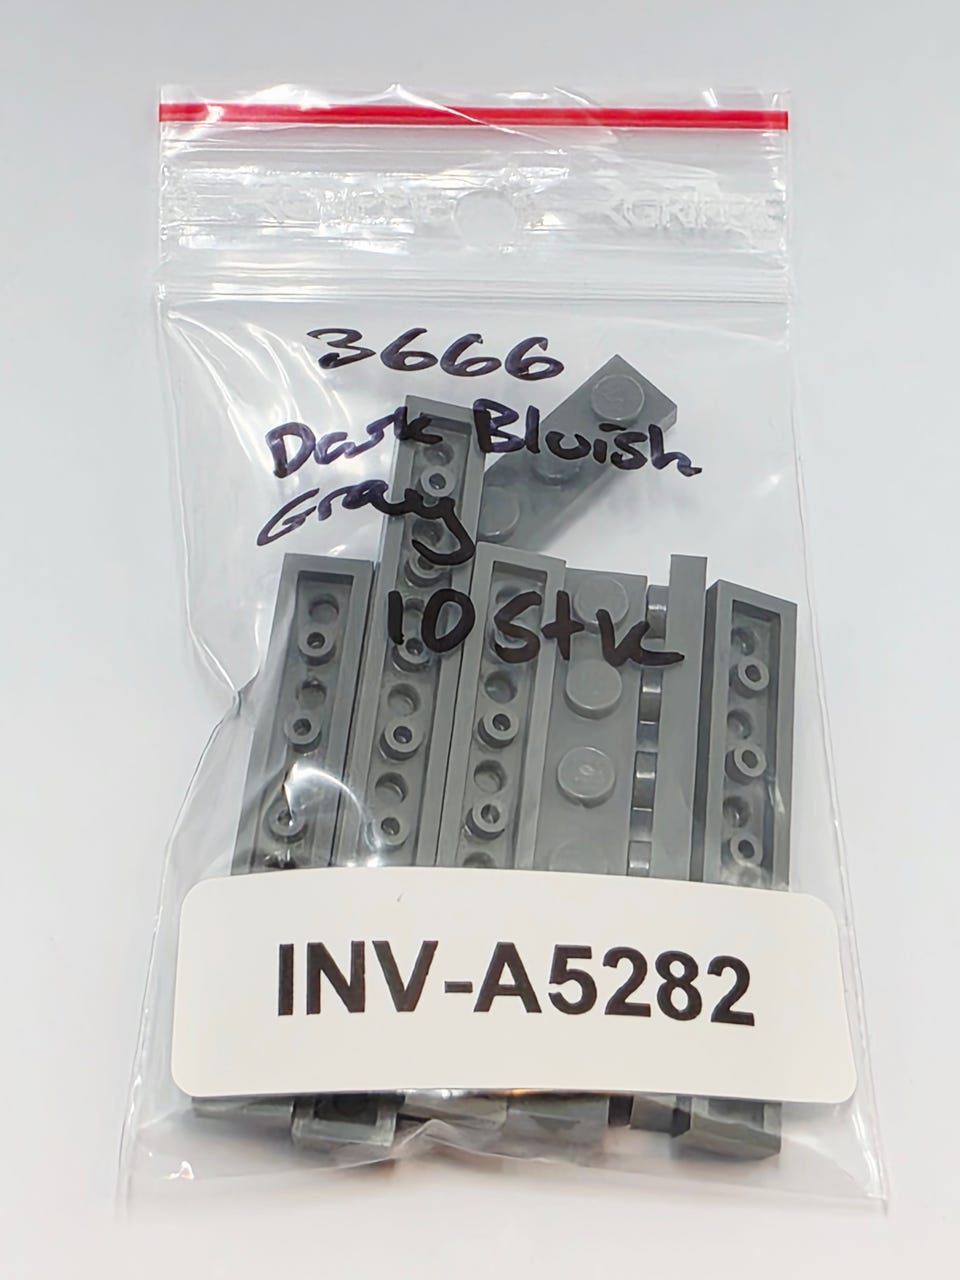 3666
Dark Bluish
Gray
10 Stk
INV-A5282